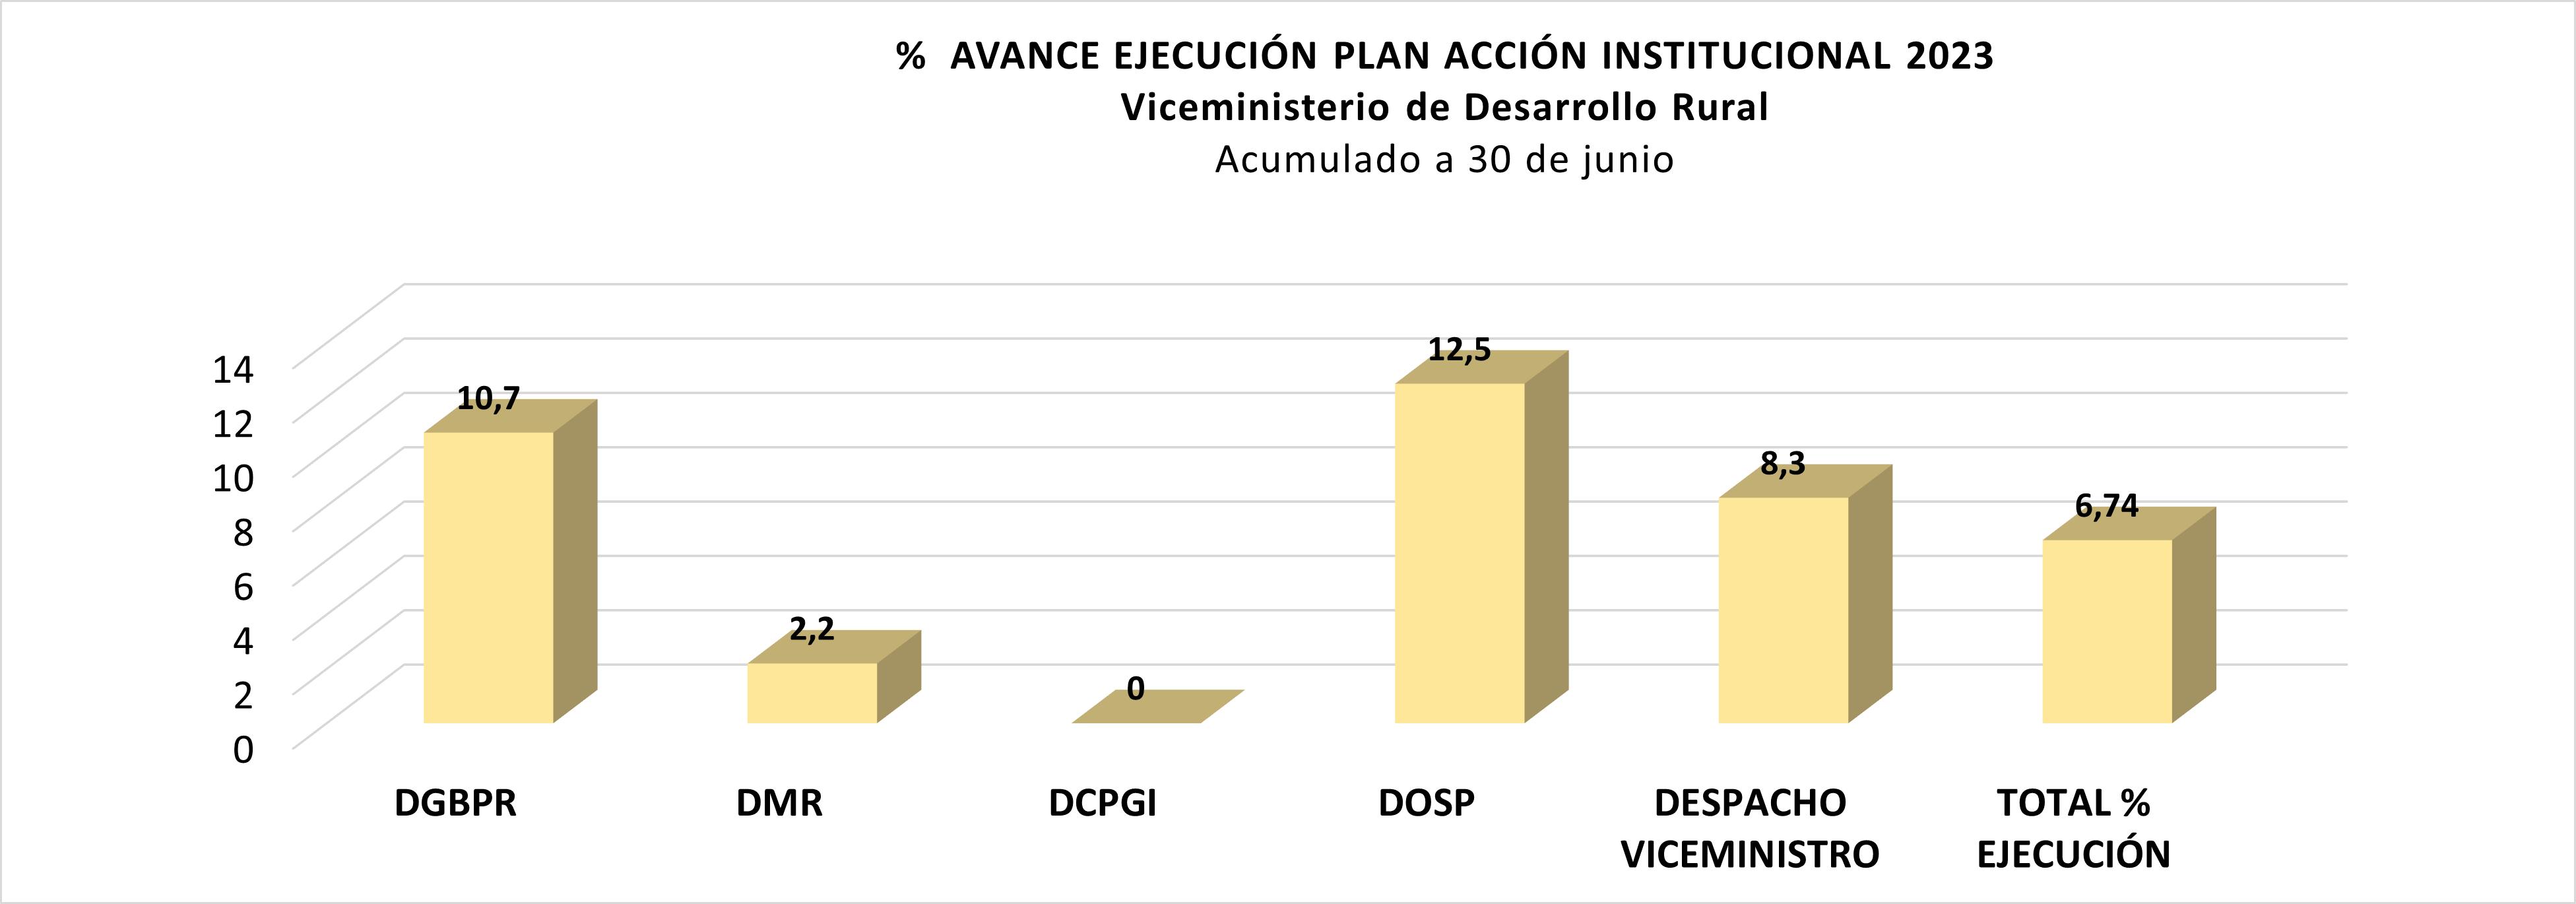 % AVANCE EJECUCIÓN PLAN ACCIÓN INSTITUCIONAL 2023
Viceministerio de Desarrollo Rural
Acumulado a 30 de junio
14
12
10
8
6
4
2
0
10,7
2,2
0
12,5
8,3
6,74
DGBPR
DMR
DCPGI
DOSP
DESPACHO
VICEMINISTRO
TOTAL %
EJECUCIÓN